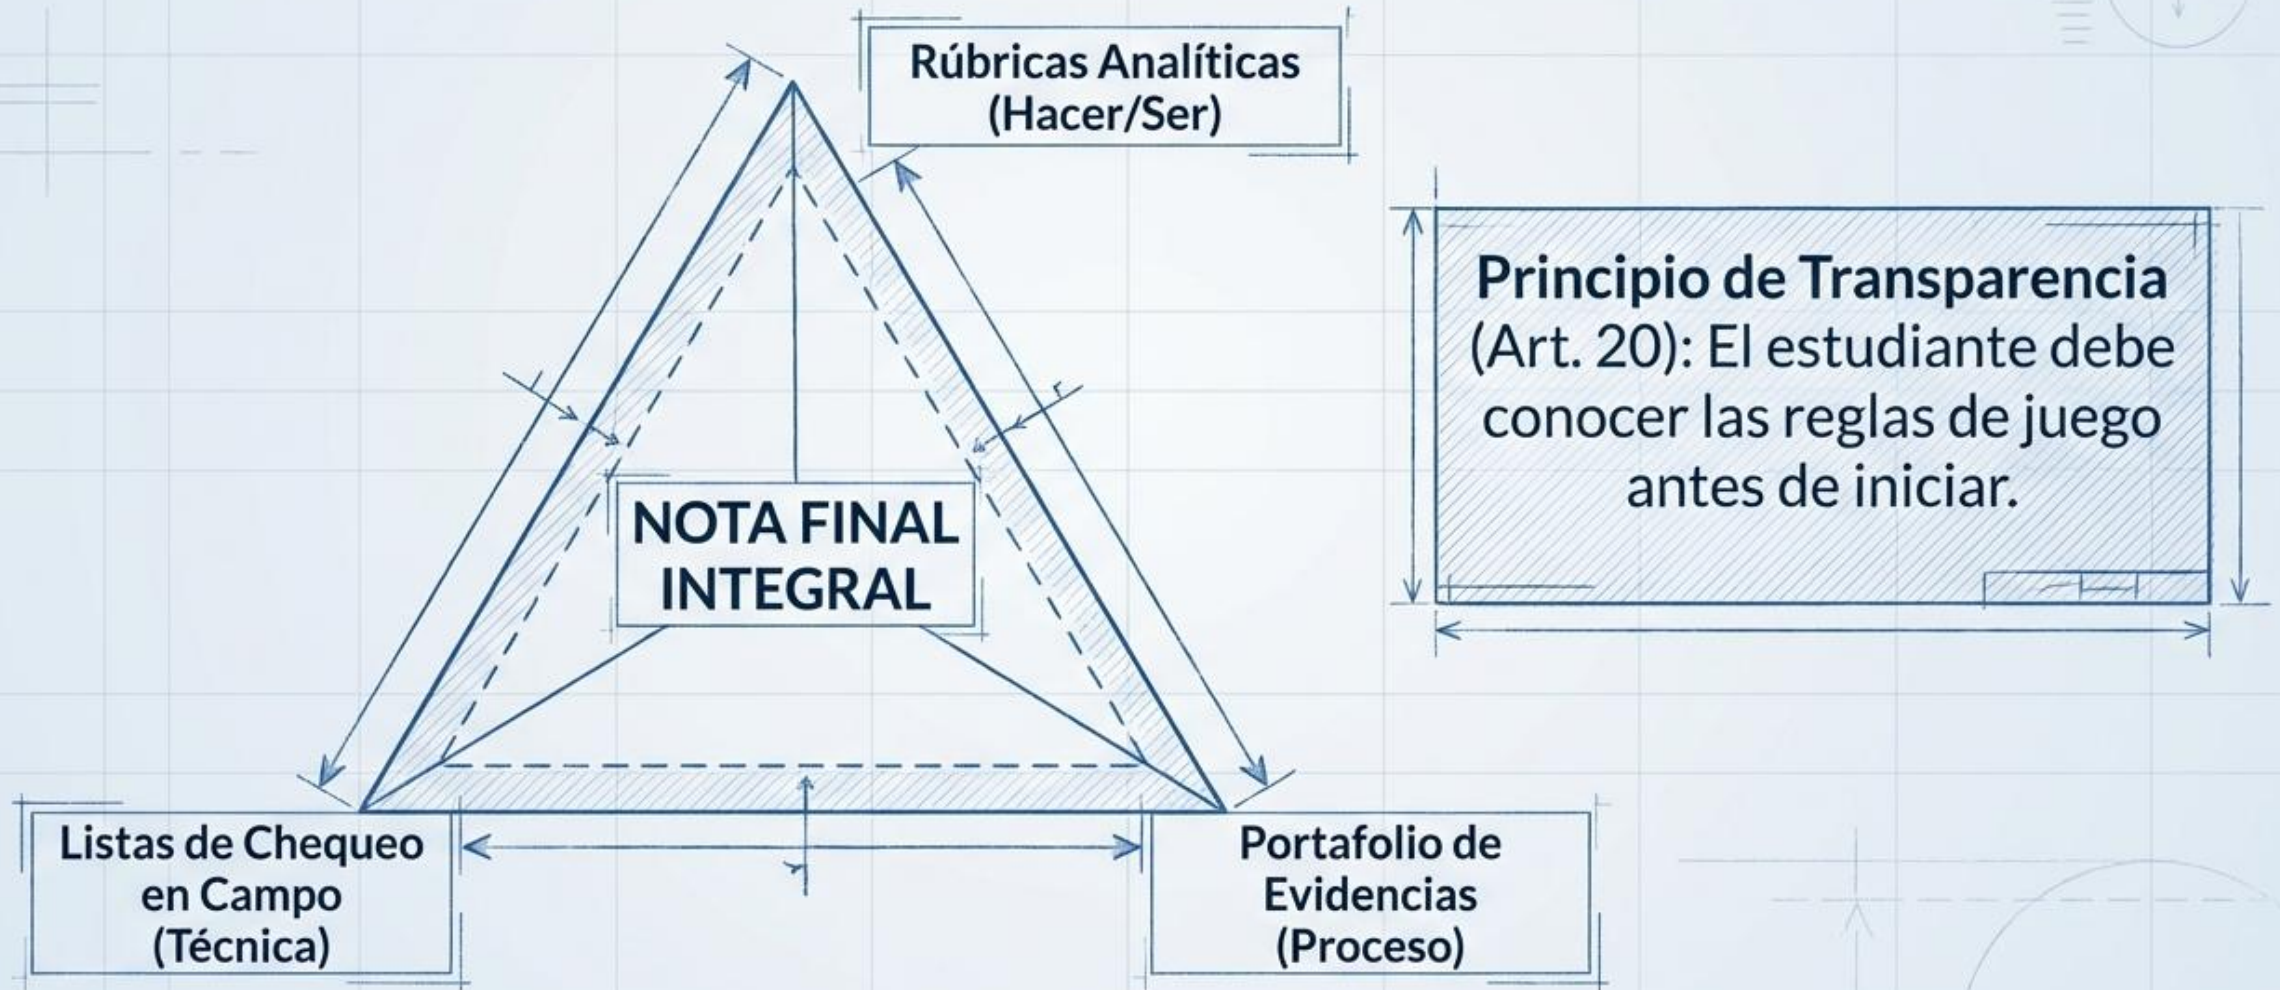 Rúbricas Analíticas
(Hacer/Ser)
NOTA FINAL
INTEGRAL
Listas de Chequeo
en Campo
(Técnica)
Portafolio de
Evidencias
(Proceso)
Principio de Transparencia
(Art. 20): El estudiante debe
conocer las reglas de juego
antes de iniciar.